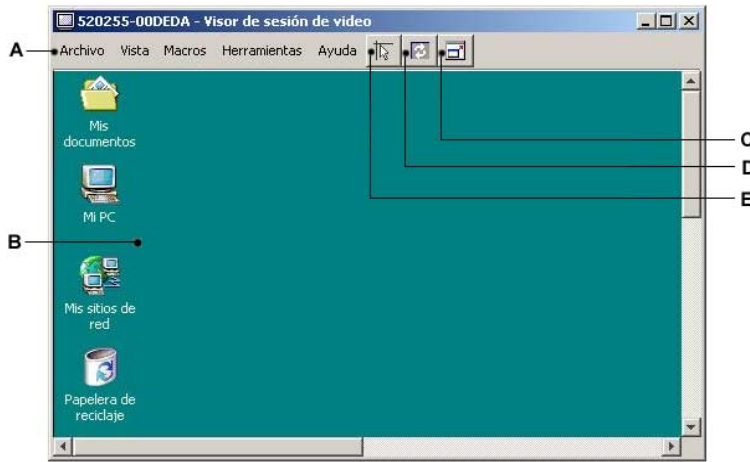 520255-00DEDA - Visor de sesión de video
A
Archivo Vista Macros Herramientas Ayuda
Mis
documentos
C
D
Mi PC
E
B
Mis sitios de
red
Papelera de
reciclaje